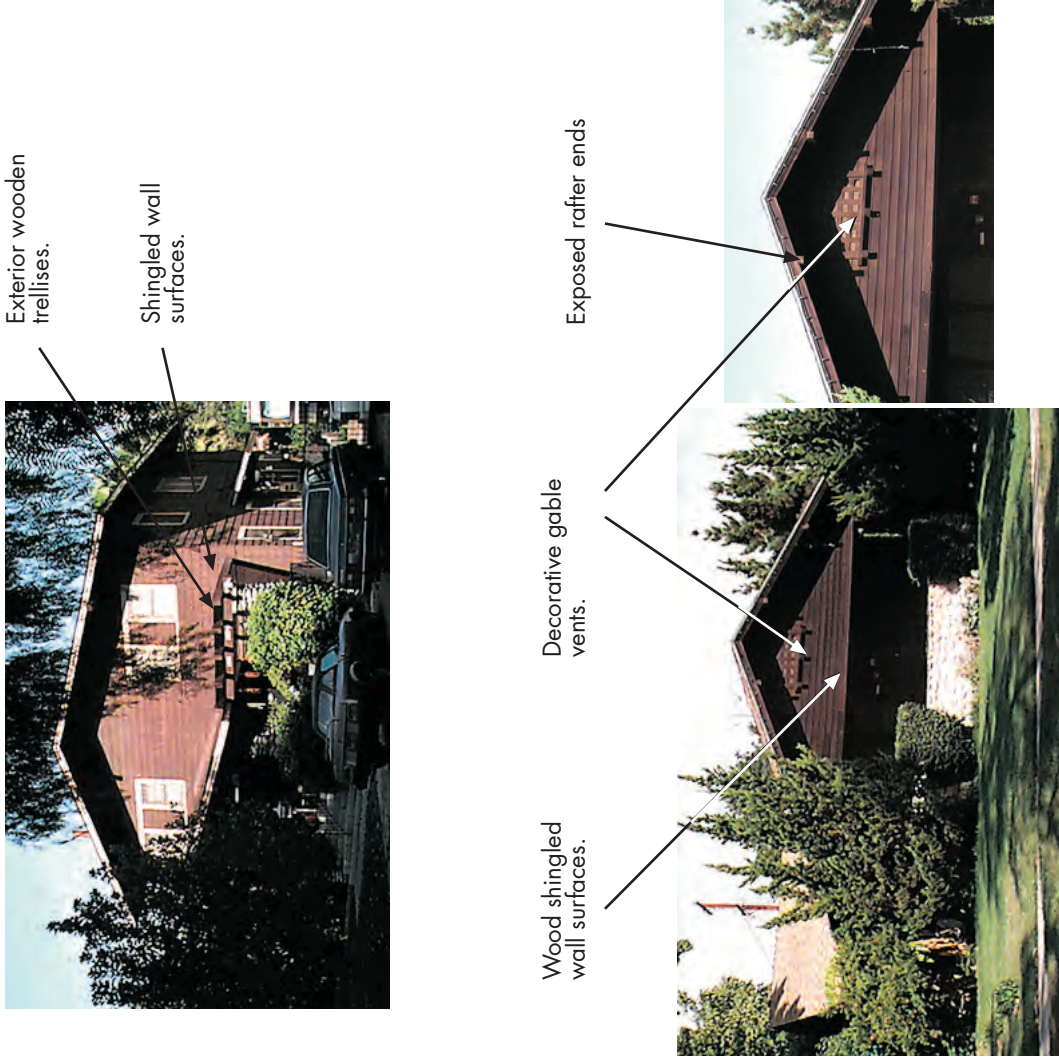 Exterior wooden
trellises.
Shingled wall
surfaces.
Wood shingled
wall surfaces.
Decorative gable
vents.
Exposed rafter ends